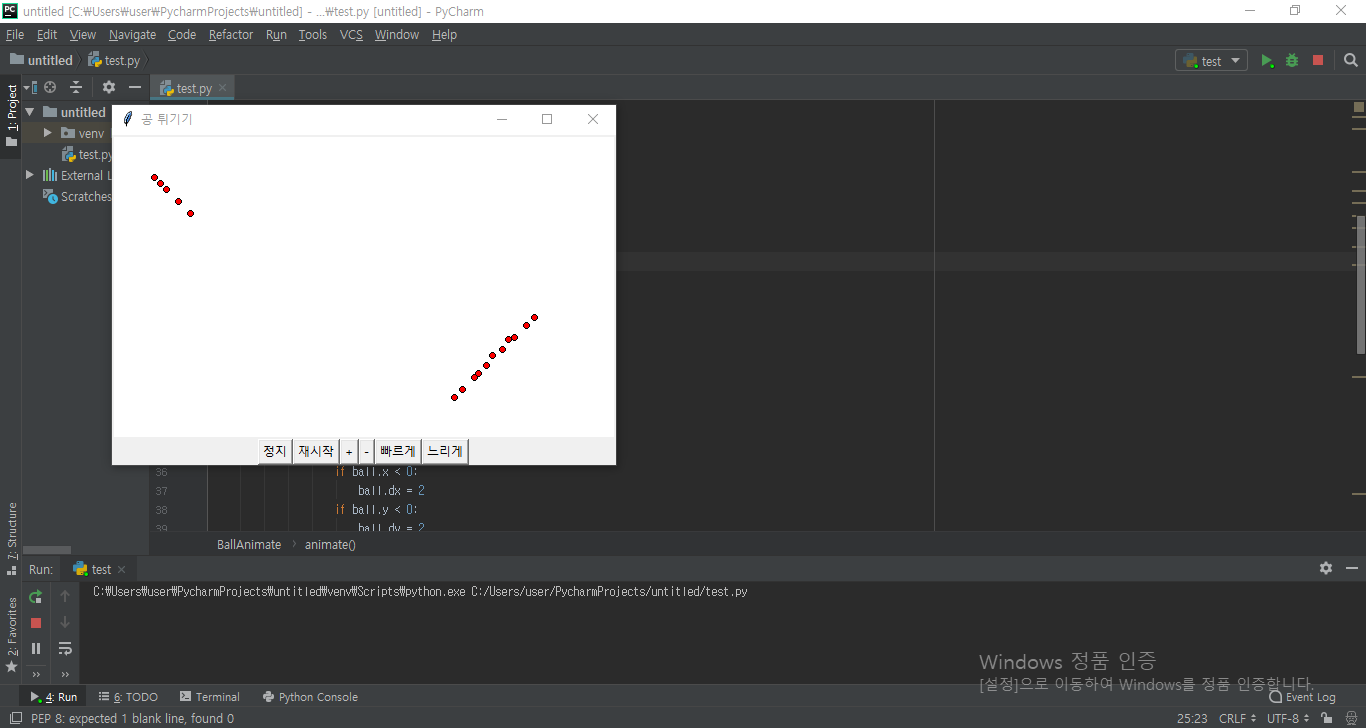 untitled [C:₩Users₩user₩PycharmProjects₩untitled] - ...₩test.py [untitled] - PyCharm
File Edit View Navigate Code Refactor Run Tools VCS Window Help
untitled test.py test
1: Project
test.py
untitled
venv
test.py
External L
Scratches
공 튀기기
정지 재시작 + - 빠르게 느리게
36 if ball.x < 0:
37 ball.dx = 2
38 if ball.y < 0:
39 ball.dy = 2
BallAnimate animate()
7: Structure
2: Favorites
Run: test
C:₩Users₩user₩PycharmProjects₩untitled₩venv₩Scripts₩python.exe C:/Users/user/PycharmProjects/untitled/test.py
Windows 정품 인증
[설정]으로 이동하여 Windows를 정품 인증합니다.
4: Run 6: TODO Terminal Python Console Event Log
PEP 8: expected 1 blank line, found 0 25:23 CRLF UTF-8